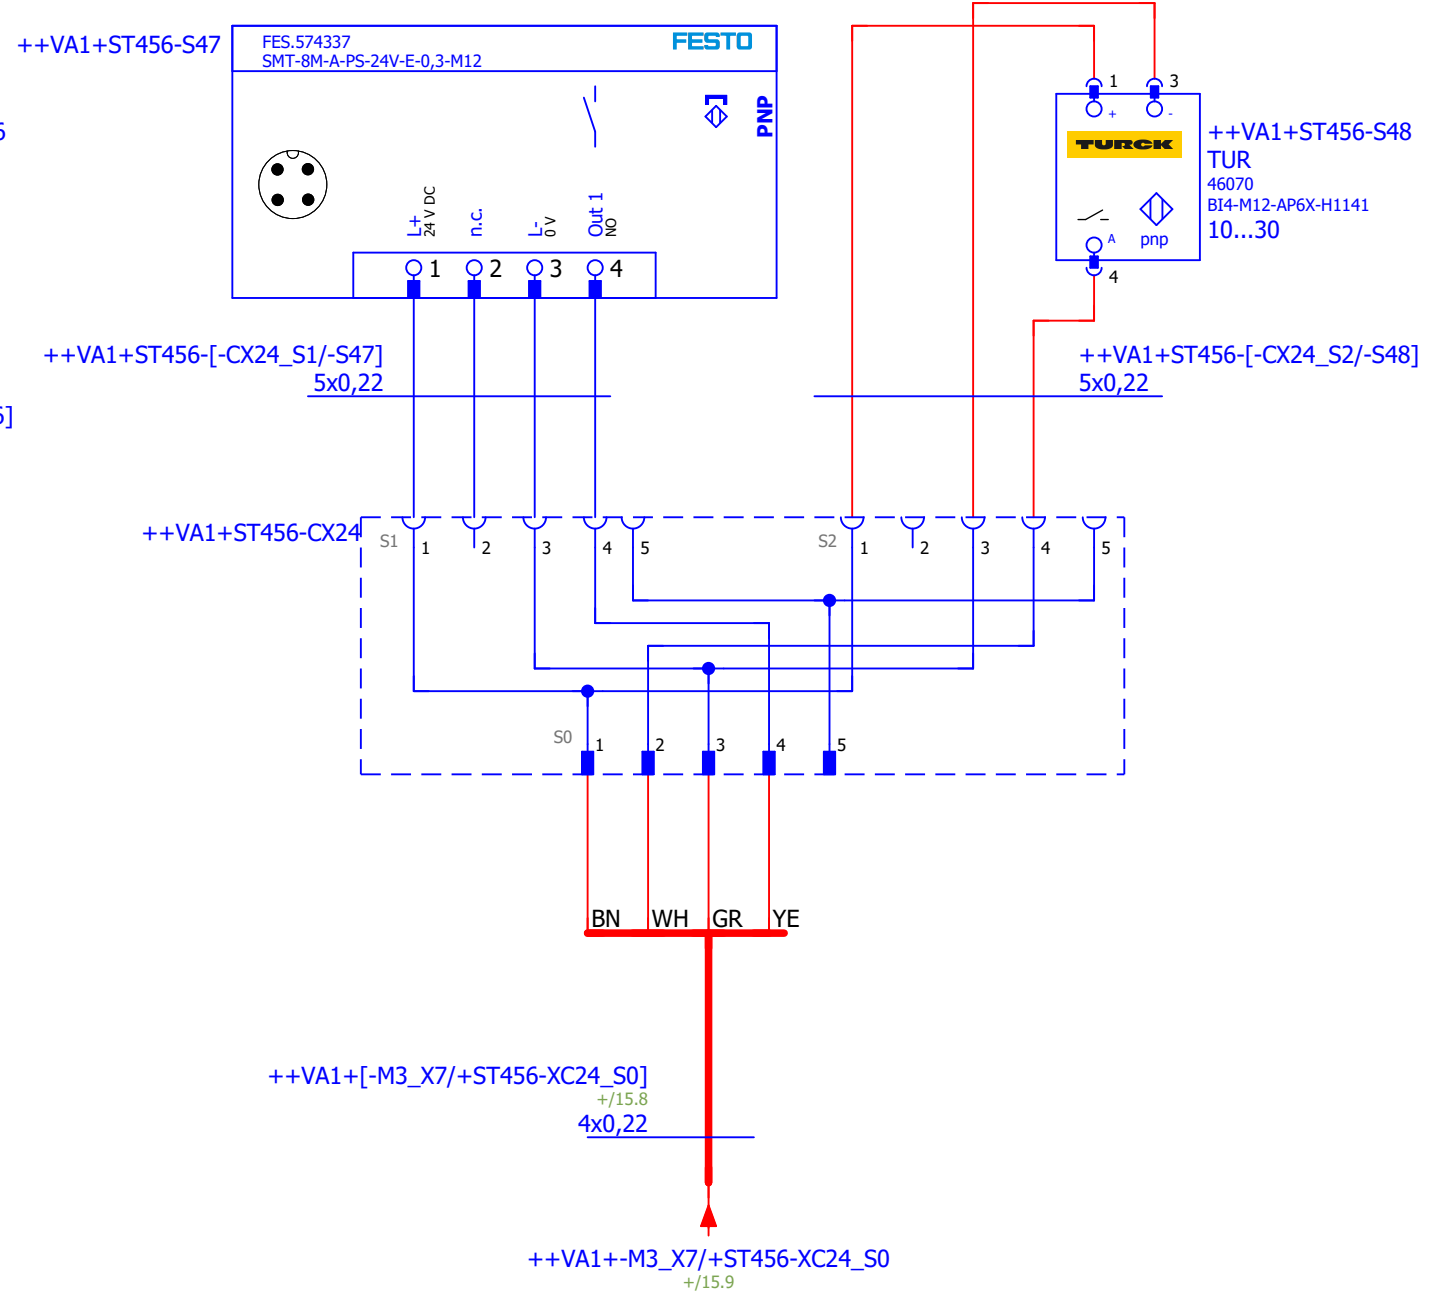 ++VA1+ST456-S47
FES.574337
SMT-8M-A-PS-24V-E-0,3-M12
FESTO
PNP
L+
24 V DC
n.c.
L-
0 V
Out 1
NO
1 2 3 4
1 3
+ -
TURCK
A
pnp
4
++VA1+ST456-S48
TUR
46070
BI4-M12-AP6X-H1141
10...30
6
++VA1+ST456-[-CX24_S1/-S47]
5x0,22
++VA1+ST456-[-CX24_S2/-S48]
5x0,22
6]
++VA1+ST456-CX24
S1 1 2 3 4 5 S2 1 2 3 4 5
S0 1 2 3 4 5
BN WH GR YE
++VA1+[-M3_X7/+ST456-XC24_S0]
+/15.8
4x0,22
++VA1+-M3_X7/+ST456-XC24_S0
+/15.9